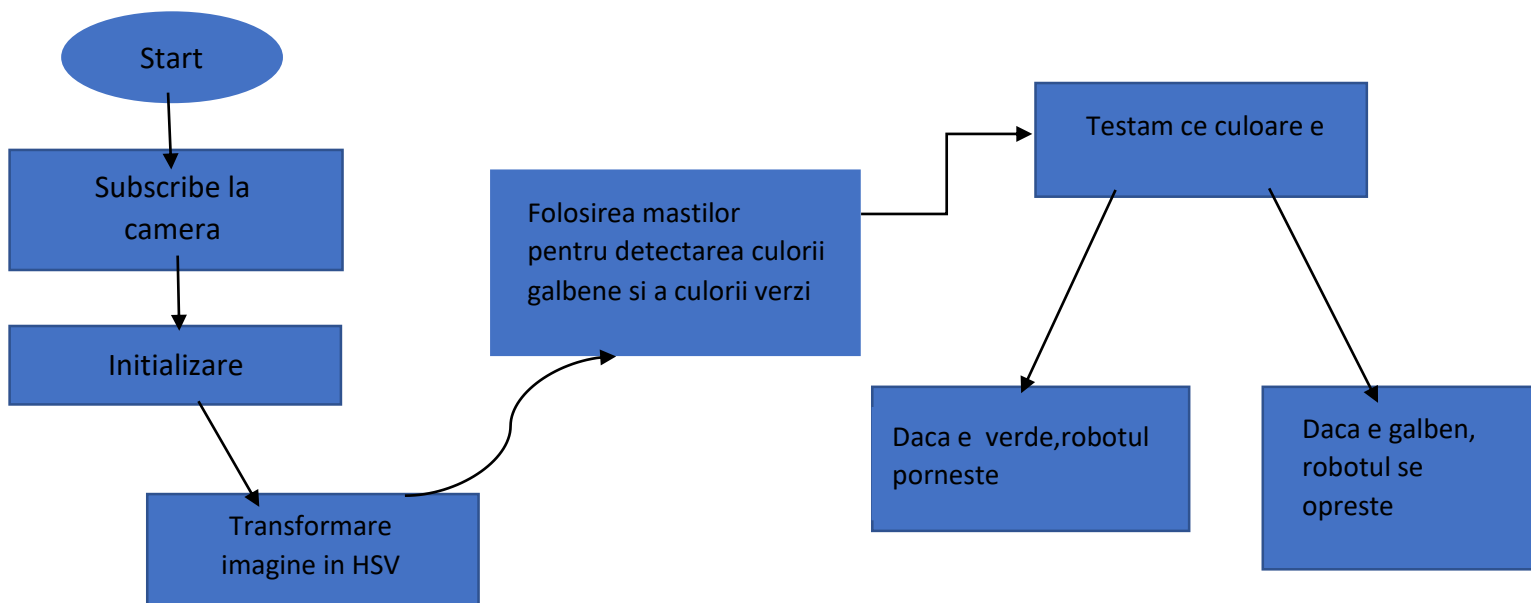 Start
Subscribe la
camera
Initializare
Transformare
imagine in HSV
Folosirea mastilor
pentru detectarea culorii
galbene si a culorii verzi
Testam ce culoare e
Daca e  verde,robotul
porneste
Daca e galben,
robotul se
opreste